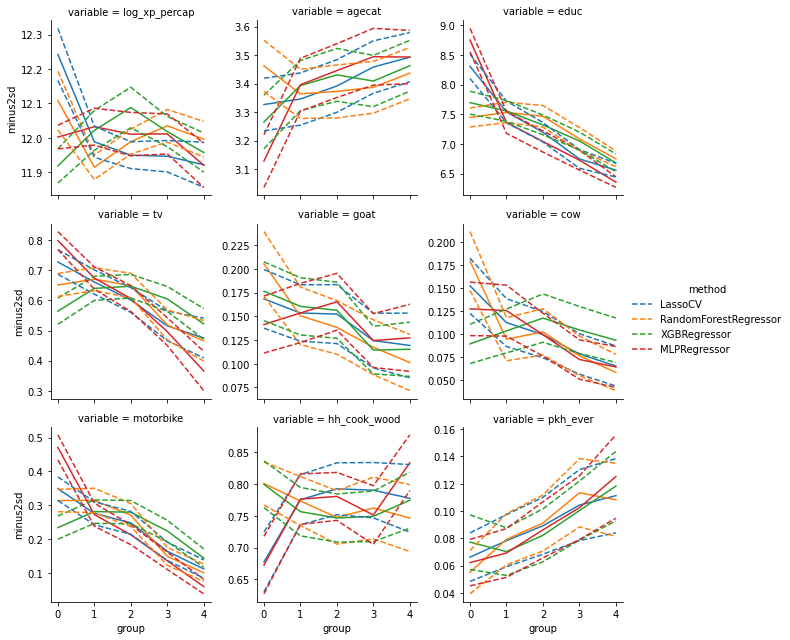 variable = log_xp_percap
variable = agecat
variable = educ
12.3
12.2
12.1
12.0
11.9
minus2sd
3.6
3.5
3.4
3.3
3.2
3.1
9.0
8.5
8.0
7.5
7.0
6.5
variable = tv
variable = goat
variable = cow
0.8
0.7
0.6
0.5
0.4
0.3
minus2sd
0.225
0.200
0.175
0.150
0.125
0.100
0.075
0.200
0.175
0.150
0.125
0.100
0.075
0.050
method
LassoCV
RandomForestRegressor
XGBRegressor
MLPRegressor
variable = motorbike
variable = hh_cook_wood
variable = pkh_ever
0.5
0.4
0.3
0.2
0.1
minus2sd
0.85
0.80
0.75
0.70
0.65
0.16
0.14
0.12
0.10
0.08
0.06
0.04
0 1 2 3 4
0 1 2 3 4
0 1 2 3 4
group
group
group